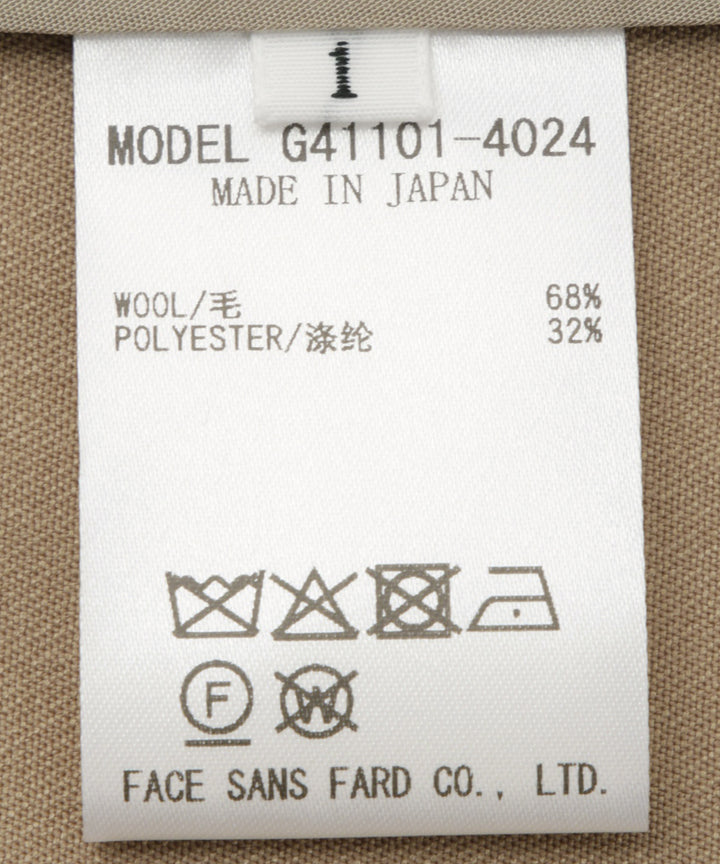 1
MODEL G41101-4024
MADE IN JAPAN
WOOL/毛 68%
POLYESTER/涤纶 32%
F W
FACE SANS FARD CO., LTD.